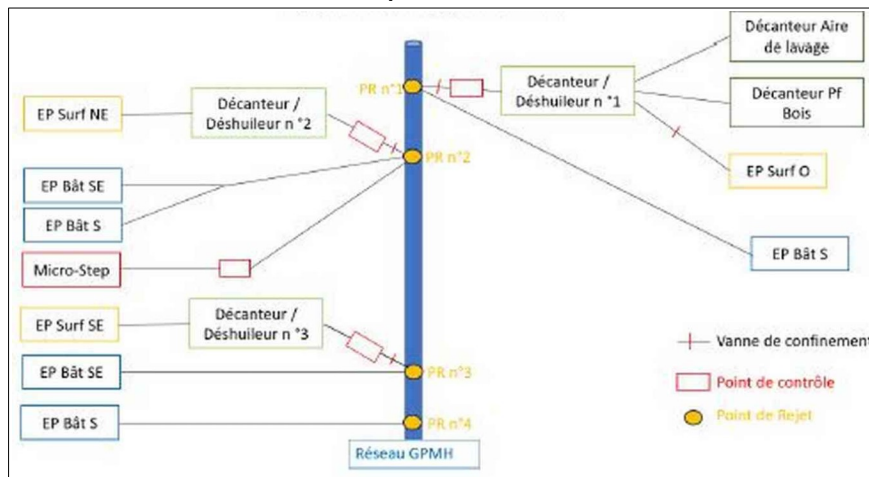 Décanteur Aire
de lavage
PR n°1
Décanteur /
Déshuileur n°1
Décanteur Pf
Bois
EP Surf NE
Décanteur /
Déshuileur n °2
PR n°2
EP Surf O
EP Bât SE
EP Bât S
EP Bât S
Micro-Step
EP Surf SE
Décanteur /
Déshuileur n °3
Vanne de confinement
EP Bât SE
PR n°3
Point de contrôle
EP Bât S
PR n°4
Point de Rejet
Réseau GPMH